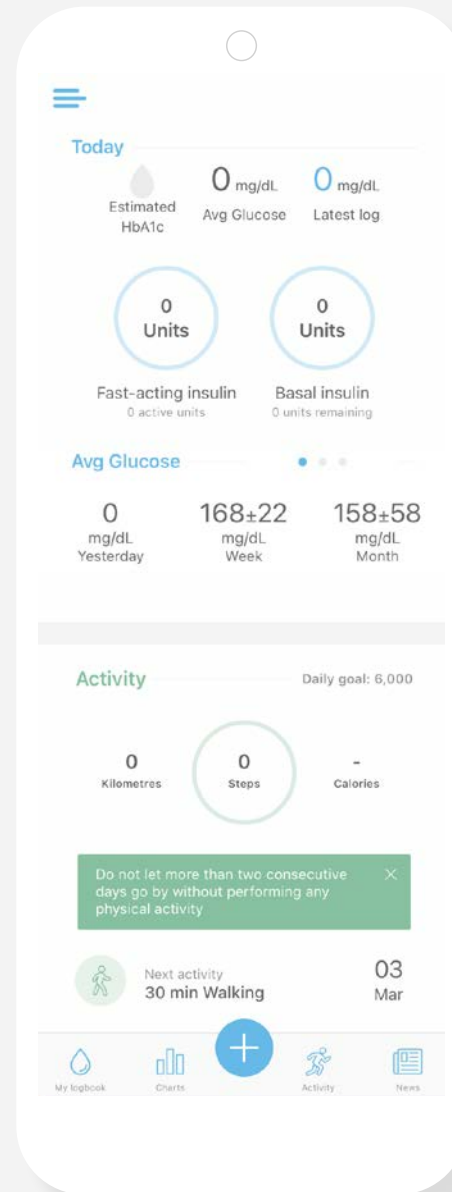 Today
0 mg/dL
0 mg/dL
Estimated
HbA1c
Avg Glucose
Latest log
0
Units
0
Units
Fast-acting insulin
0 active units
Basal insulin
0 units remaining
Avg Glucose
0
mg/dL
Yesterday
168±22
mg/dL
Week
158±58
mg/dL
Month
Activity
Daily goal: 6,000
0
Kilometres
0
Steps
-
Calories
Do not let more than two consecutive
days go by without performing any
physical activity
Next activity
30 min Walking
03
Mar
My logbook
Charts
Activity
News